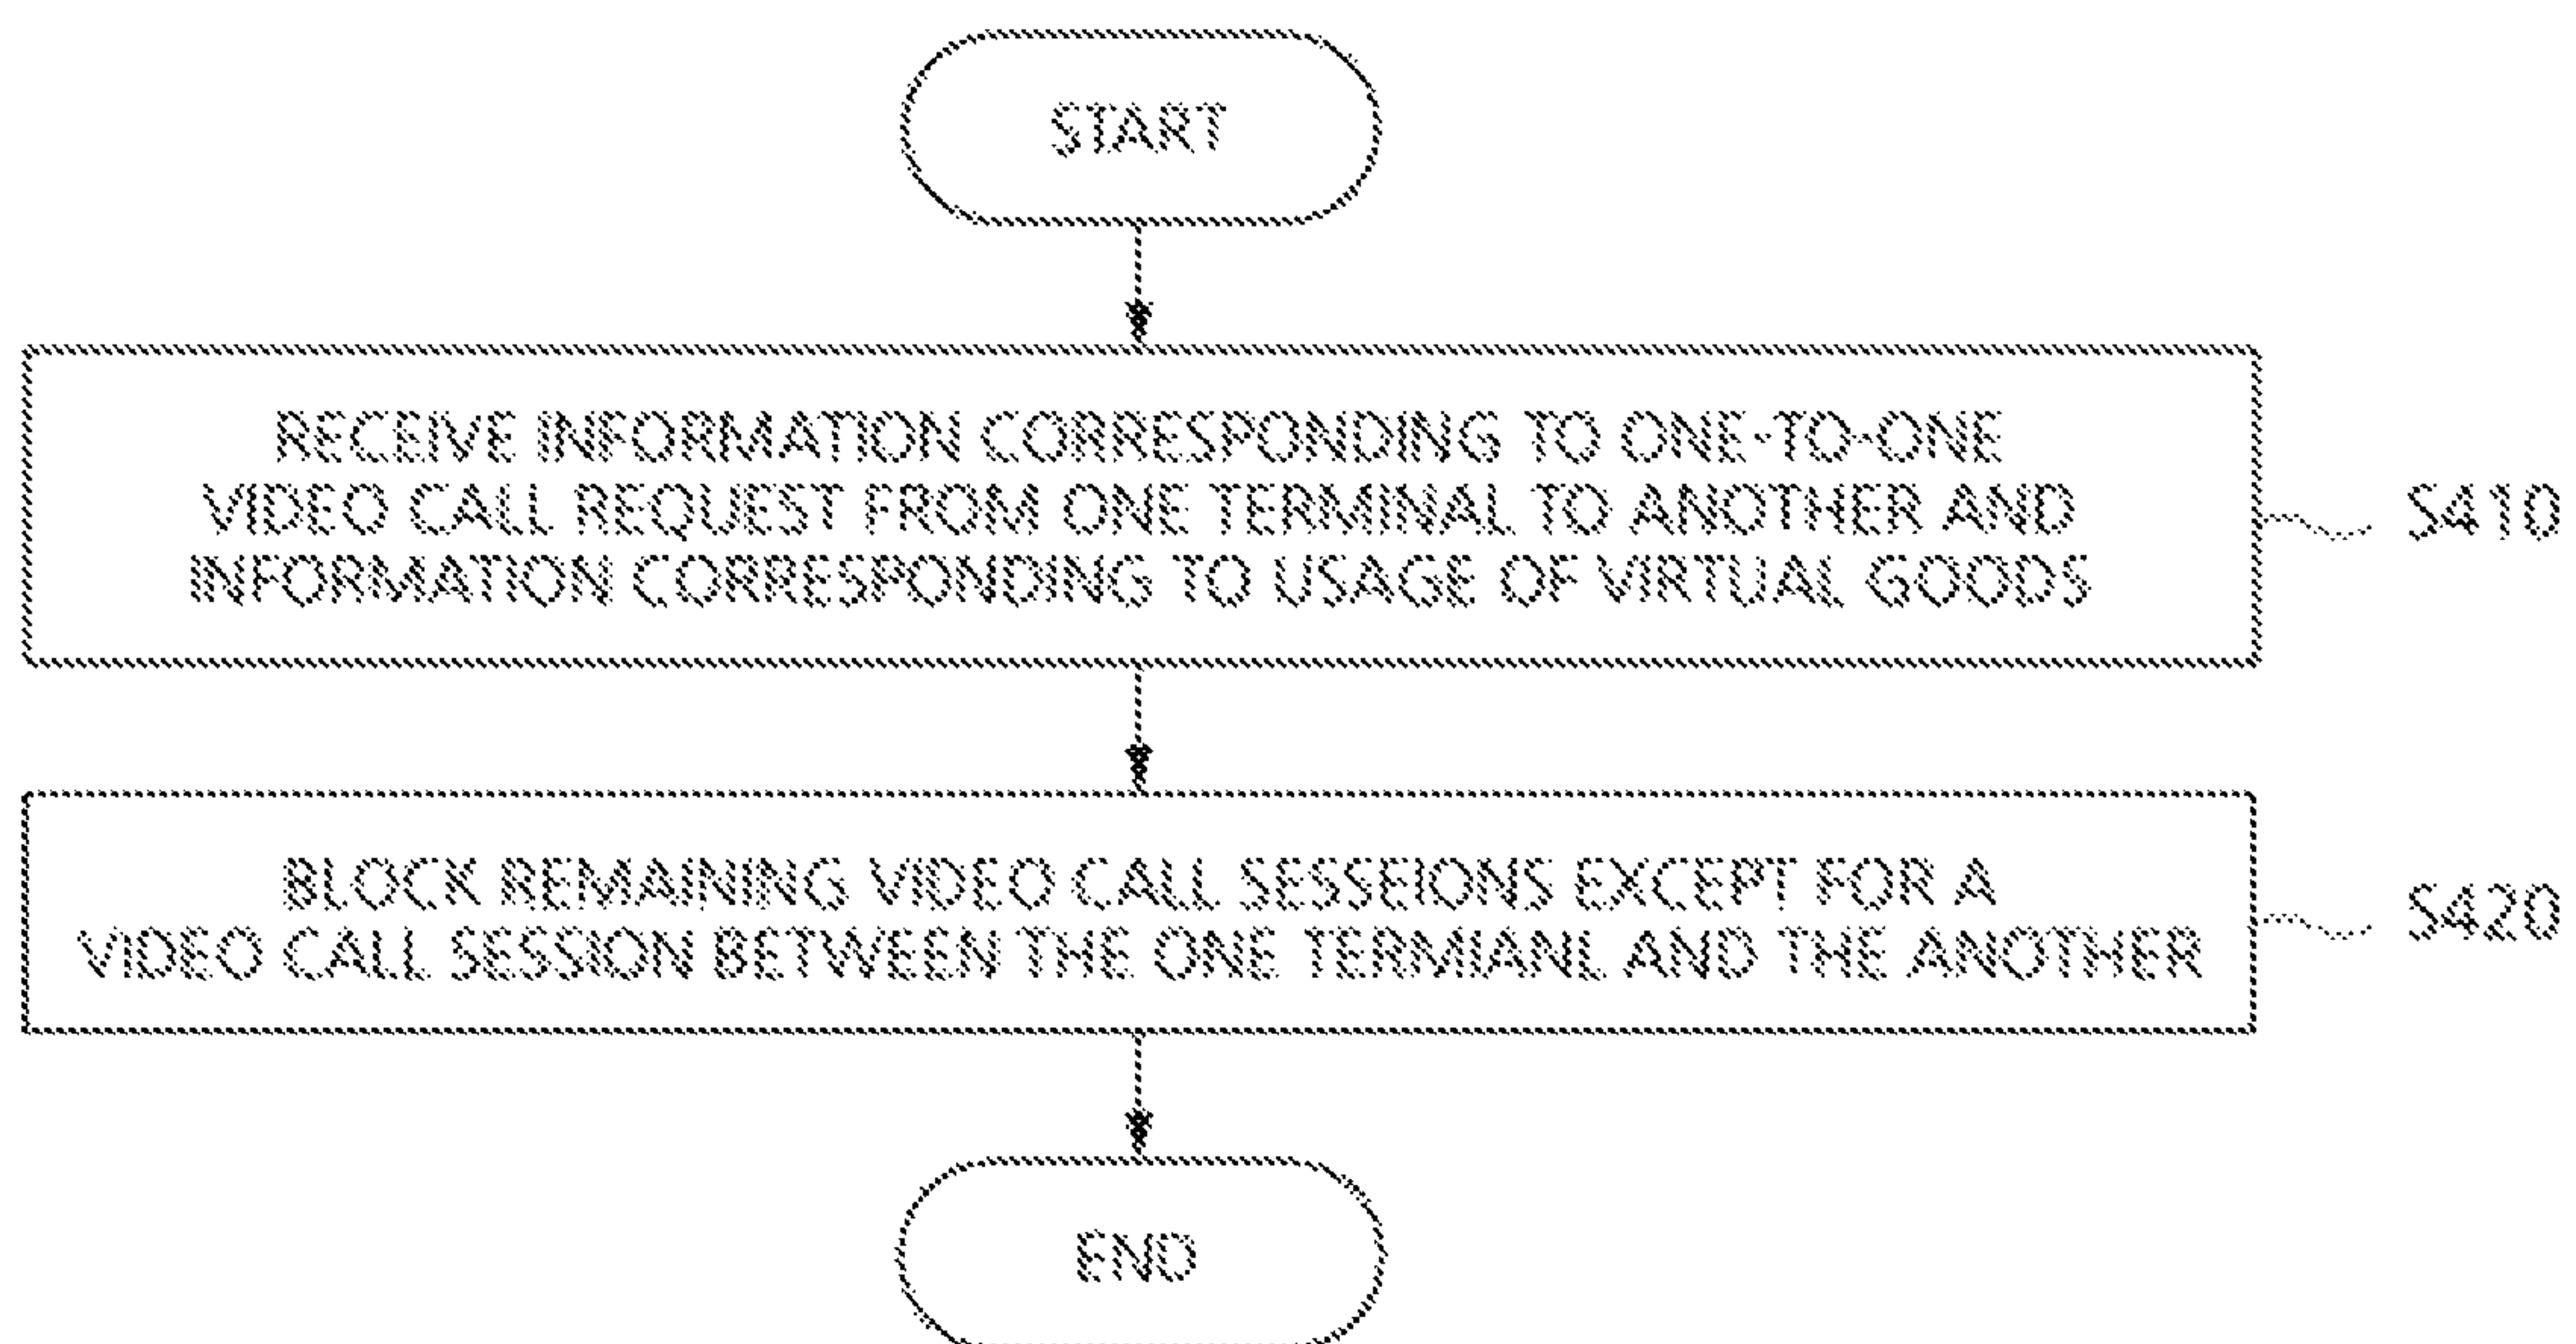 START
RECEIVE INFORMATION CORRESPONDING TO ONE-TO-ONE
VIDEO CALL REQUEST FROM ONE TERMINAL TO ANOTHER AND
INFORMATION CORRESPONDING TO USAGE OF VIRTUAL GOODS
S410
BLOCK REMAINING VIDEO CALL SESSEIONS EXCEPT FOR A
VIDEO CALL SESSION BETWEEN THE ONE TERMIANL AND THE ANOTHER
S420
END